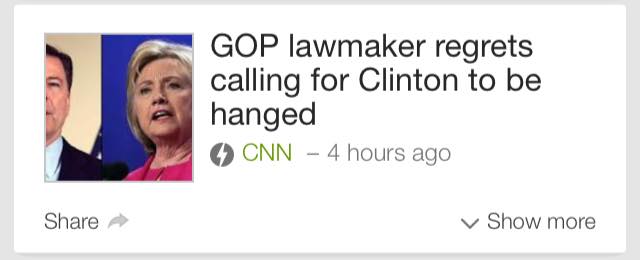 GOP lawmaker regrets
calling for Clinton to be
hanged
CNN – 4 hours ago
Share
Show more